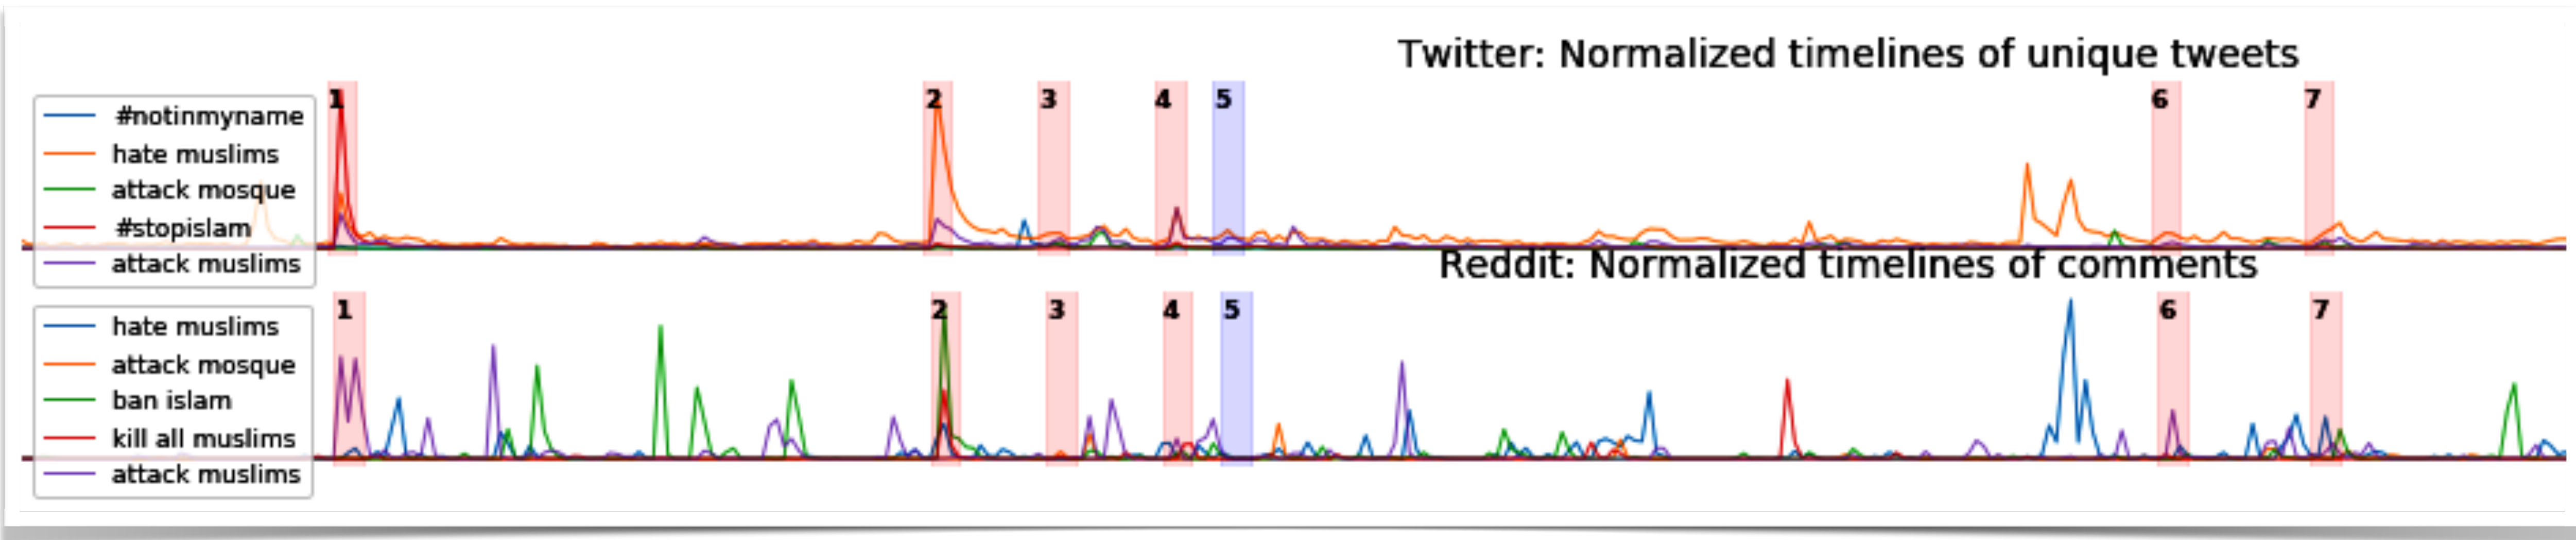 Twitter: Normalized timelines of unique tweets
1 2 3 4 5 6 7
#notinmyname
hate muslims
attack mosque
#stopislam
attack muslims
Reddit: Normalized timelines of comments
1 2 3 4 5 6 7
hate muslims
attack mosque
ban islam
kill all muslims
attack muslims